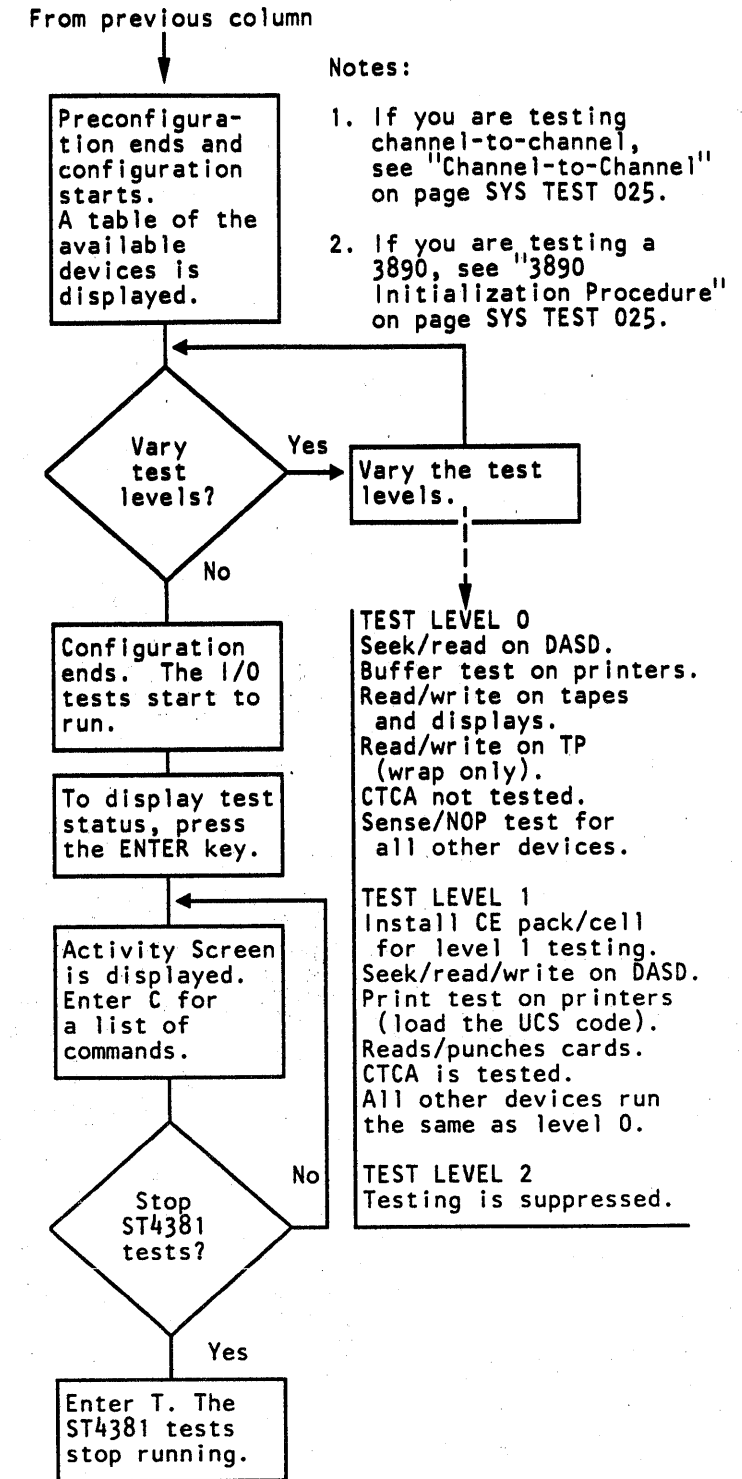 From previous column
Notes:
Preconfigura-
tion ends and
configuration
starts.
A table of the
available
devices is
displayed.
1. If you are testing
channel-to-channel,
see "Channel-to-Channel"
on page SYS TEST 025.
2. If you are testing a
3890, see "3890
Initialization Procedure"
on page SYS TEST 025.
Vary
test
levels?
Yes
Vary the test
levels.
No
Configuration
ends. The I/O
tests start to
run.
To display test
status, press
the ENTER key.
Activity Screen
is displayed.
Enter C for
a list of
commands.
Stop
ST4381
tests?
No
Yes
Enter T. The
ST4381 tests
stop running.
TEST LEVEL 0
Seek/read on DASD.
Buffer test on printers.
Read/write on tapes
and displays.
Read/write on TP
(wrap only).
CTCA not tested.
Sense/NOP test for
all other devices.
TEST LEVEL 1
Install CE pack/cell
for level 1 testing.
Seek/read/write on DASD.
Print test on printers
(load the UCS code).
Reads/punches cards.
CTCA is tested.
All other devices run
the same as level 0.
TEST LEVEL 2
Testing is suppressed.